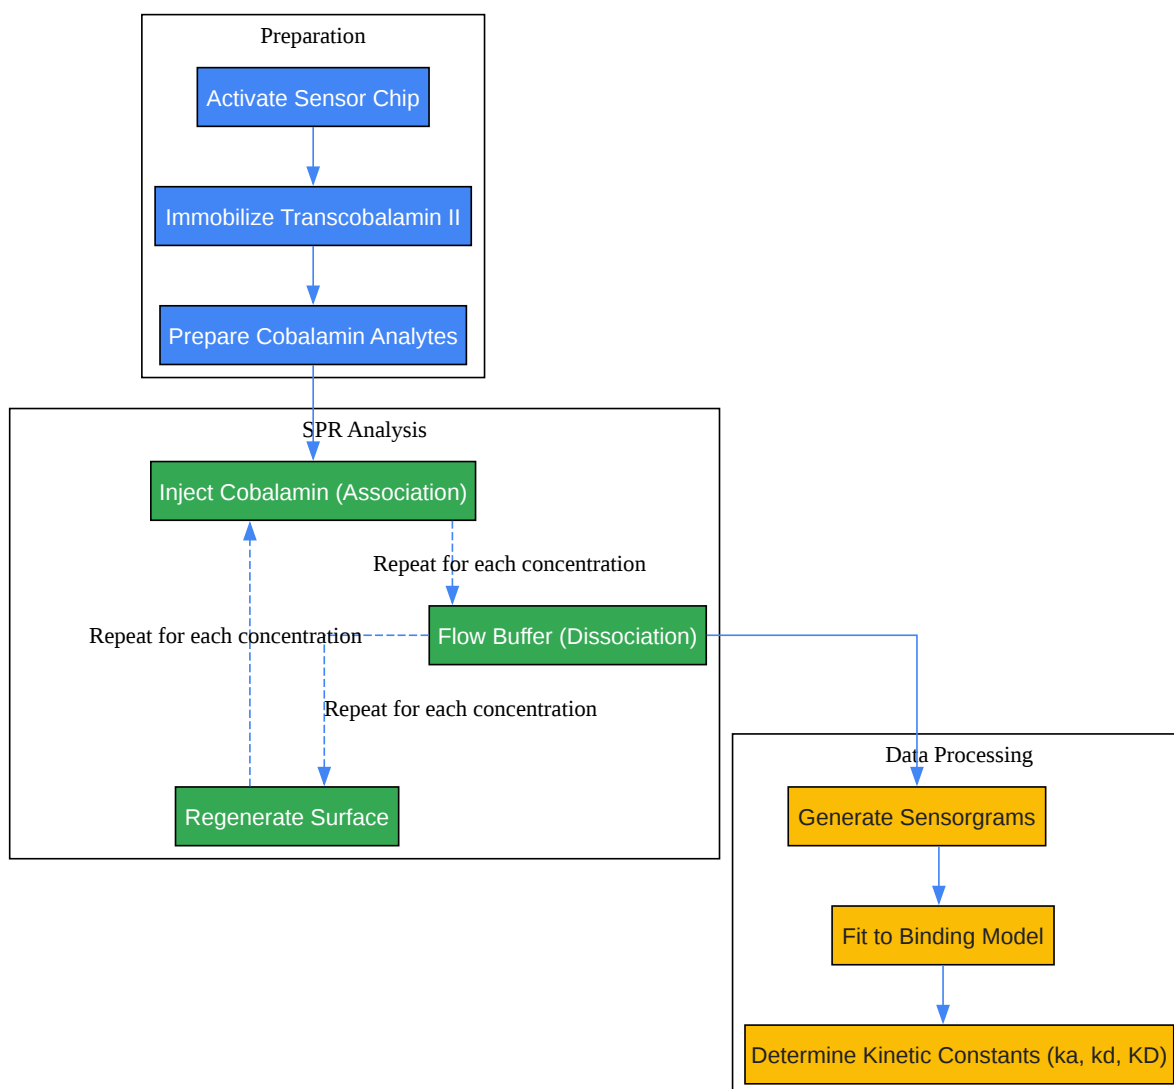 Preparation
Activate Sensor Chip
Immobilize Transcobalamin II
Prepare Cobalamin Analytes
SPR Analysis
Inject Cobalamin (Association)
Repeat for each concentration
Flow Buffer (Dissociation)
Repeat for each concentration
Repeat for each concentration
Regenerate Surface
Data Processing
Generate Sensorgrams
Fit to Binding Model
Determine Kinetic Constants (ka, kd, KD)